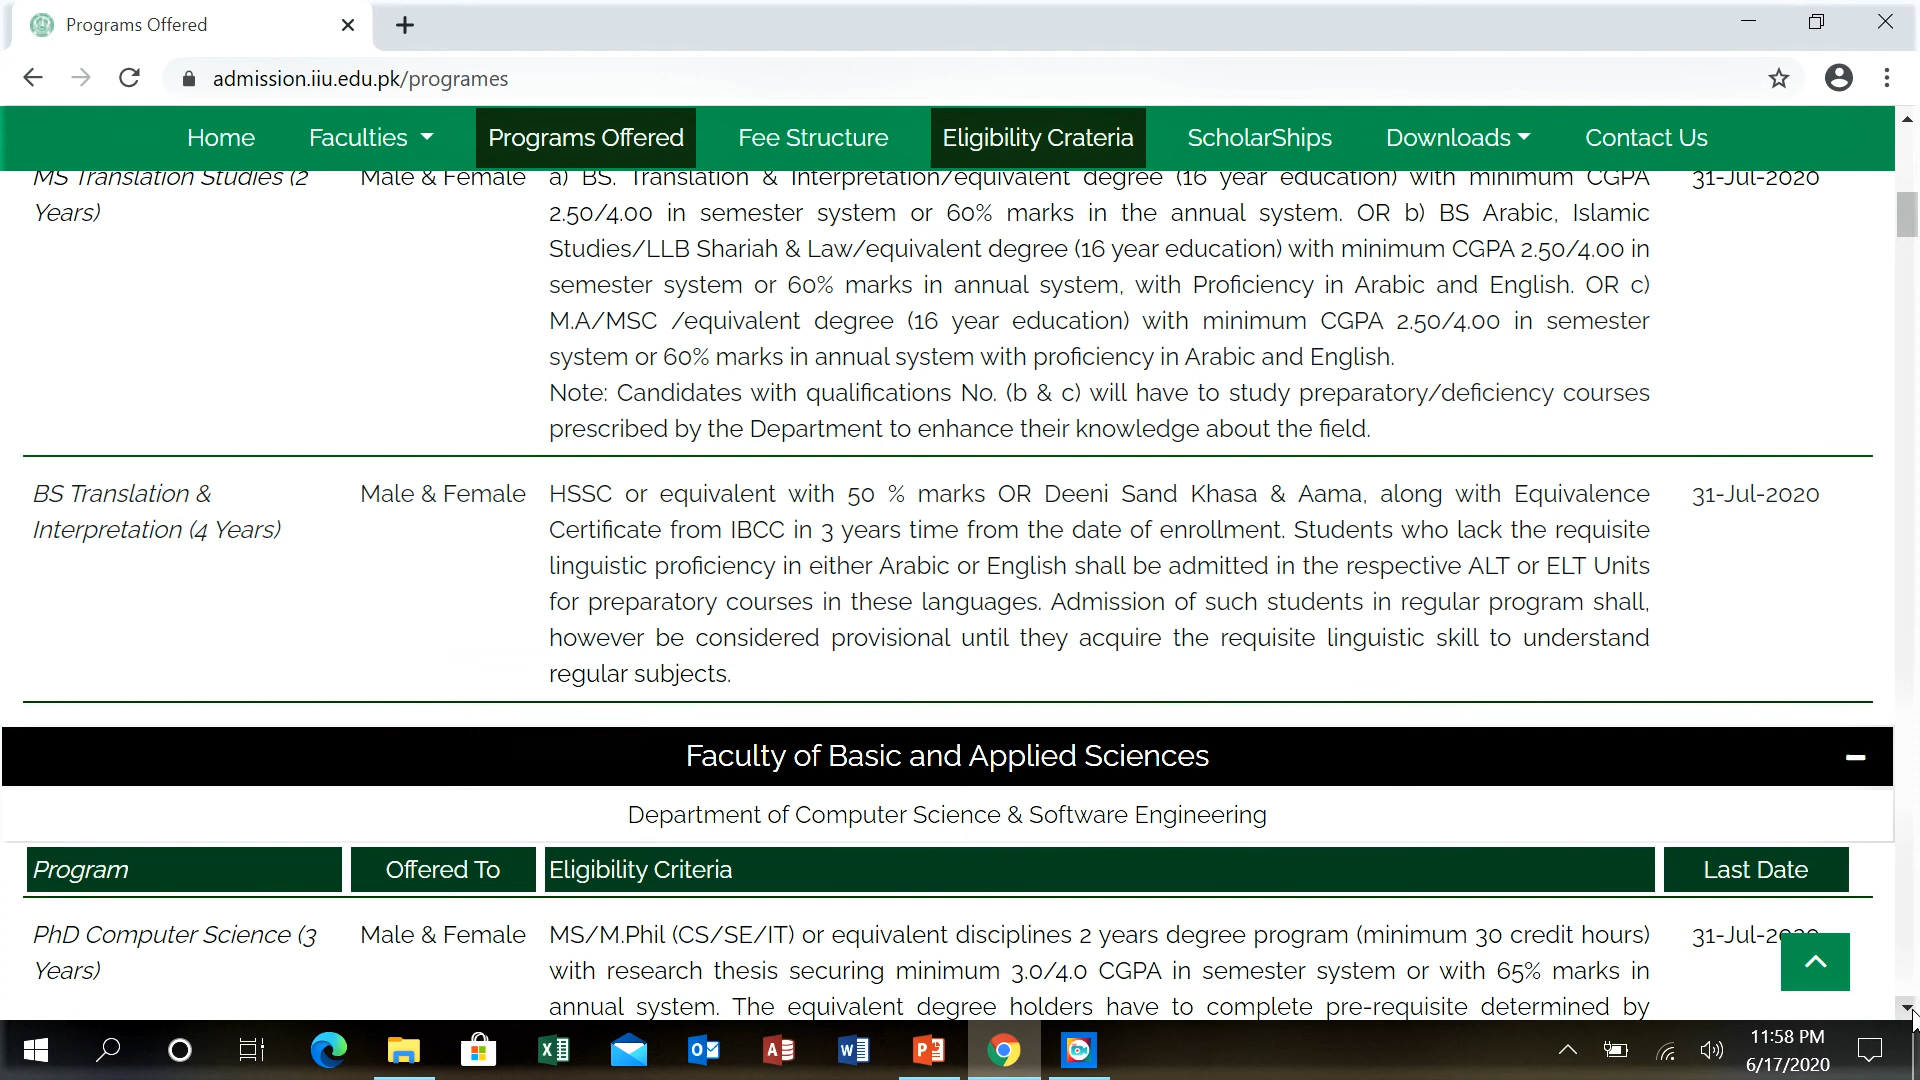 Programs Offered
admission.iiu.edu.pk/programes
Home Faculties Programs Offered Fee Structure Eligibility Crateria ScholarShips Downloads Contact Us
MS Translation Studies (2 Male & Female a) BS. Translation & Interpretation/equivalent degree (16 year education) with minimum CGPA 31-Jul-2020
Years) 2.50/4.00 in semester system or 60% marks in the annual system. OR b) BS Arabic, Islamic
Studies/LLB Shariah & Law/equivalent degree (16 year education) with minimum CGPA 2.50/4.00 in
semester system or 60% marks in annual system, with Proficiency in Arabic and English. OR c)
M.A/MSC /equivalent degree (16 year education) with minimum CGPA 2.50/4.00 in semester
system or 60% marks in annual system with proficiency in Arabic and English.
Note: Candidates with qualifications No. (b & c) will have to study preparatory/deficiency courses
prescribed by the Department to enhance their knowledge about the field.
BS Translation & Male & Female HSSC or equivalent with 50 % marks OR Deeni Sand Khasa & Aama, along with Equivalence 31-Jul-2020
Interpretation (4 Years) Certificate from IBCC in 3 years time from the date of enrollment. Students who lack the requisite
linguistic proficiency in either Arabic or English shall be admitted in the respective ALT or ELT Units
for preparatory courses in these languages. Admission of such students in regular program shall,
however be considered provisional until they acquire the requisite linguistic skill to understand
regular subjects.
Faculty of Basic and Applied Sciences
Department of Computer Science & Software Engineering
Program Offered To Eligibility Criteria Last Date
PhD Computer Science (3 Male & Female MS/M.Phil (CS/SE/IT) or equivalent disciplines 2 years degree program (minimum 30 credit hours) 31-Jul-2020
Years) with research thesis securing minimum 3.0/4.0 CGPA in semester system or with 65% marks in
annual system. The equivalent degree holders have to complete pre-requisite determined by
11:58 PM
6/17/2020